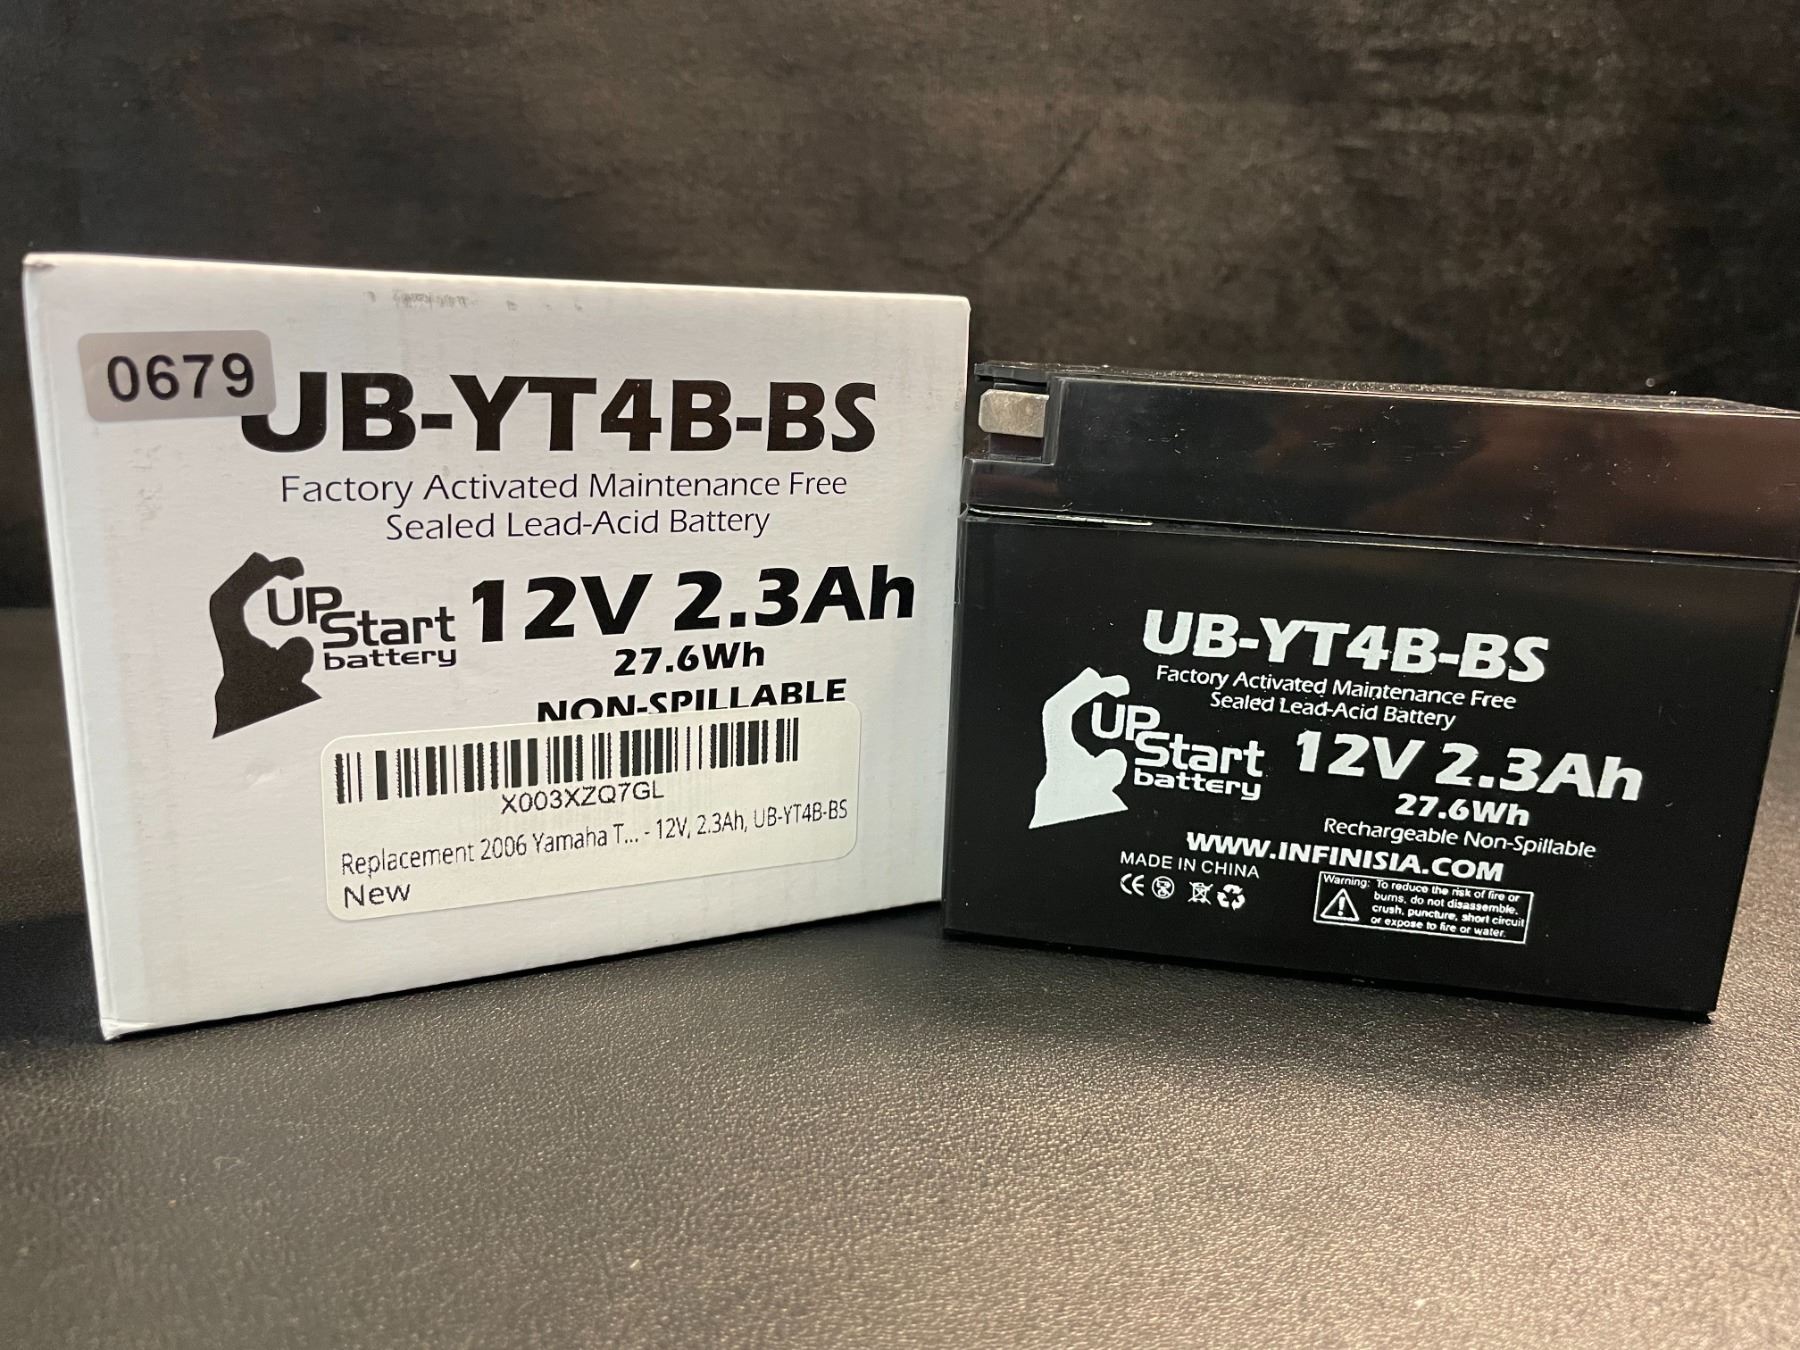 0679
UB-YT4B-BS
Factory Activated Maintenance Free
Sealed Lead-Acid Battery
UPStart
battery
12V 2.3Ah
27.6Wh
NON-SPILLABLE
X003XZQ7GL
Replacement 2006 Yamaha T... - 12V, 2.3Ah, UB-YT4B-BS
New
UB-YT4B-BS
Factory Activated Maintenance Free
Sealed Lead-Acid Battery
UPStart
battery
12V 2.3Ah
27.6Wh
Rechargeable Non-Spillable
WWW.INFINISIA.COM
MADE IN CHINA
CE
Warning: To reduce the risk of fire or
burns, do not disassemble,
crush, puncture, short circuit
or expose to fire or water.